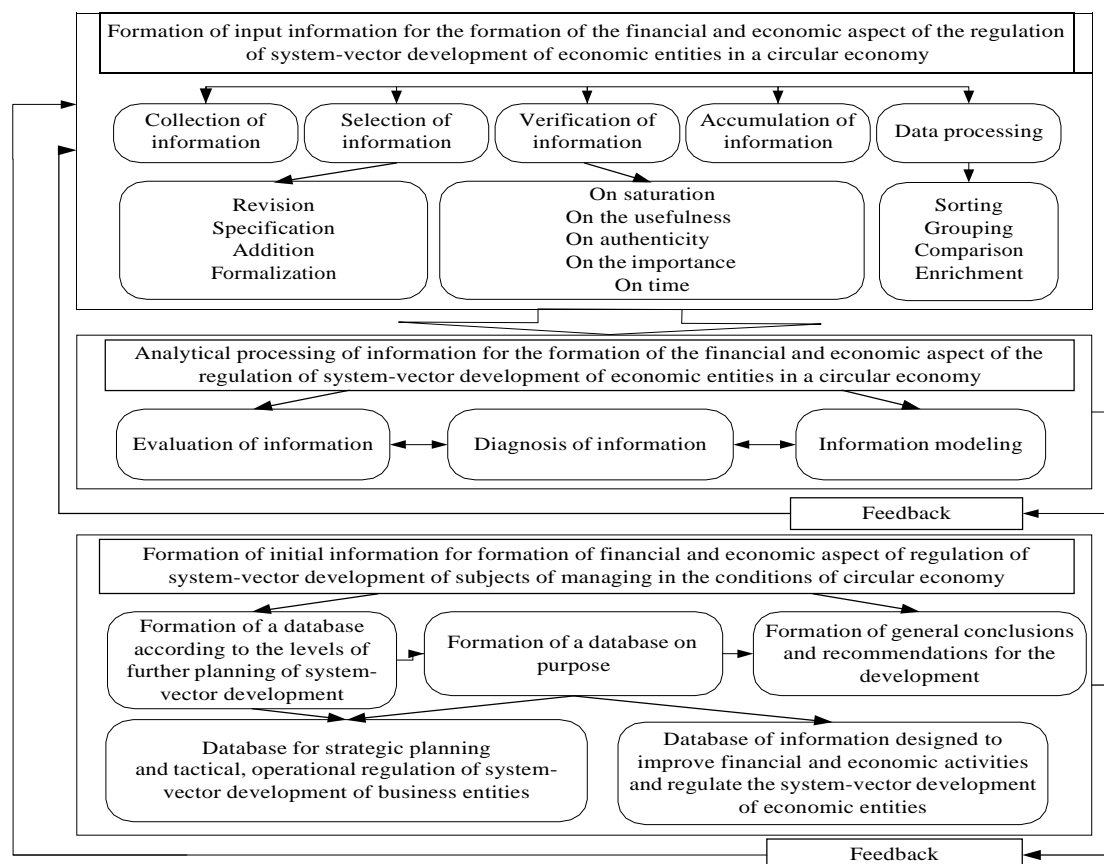 Formation of input information for the formation of the financial and economic aspect of the regulation
of system-vector development of economic entities in a circular economy
Collection of
information
Selection of
information
Verification of
information
Accumulation of
information
Data processing
Revision
Specification
Addition
Formalization
On saturation
On the usefulness
On authenticity
On the importance
On time
Sorting
Grouping
Comparison
Enrichment
Analytical processing of information for the formation of the financial and economic aspect of the
regulation of system-vector development of economic entities in a circular economy
Evaluation of information
Diagnosis of information
Information modeling
Feedback
Formation of initial information for formation of financial and economic aspect of regulation of
system-vector development of subjects of managing in the conditions of circular economy
Formation of a database
according to the levels of
further planning of system-
vector development
Formation of a database on
purpose
Formation of general conclusions
and recommendations for the
development
Database for strategic planning
and tactical, operational regulation of system-
vector development of business entities
Database of information designed to
improve financial and economic activities
and regulate the system-vector development
of economic entities
Feedback